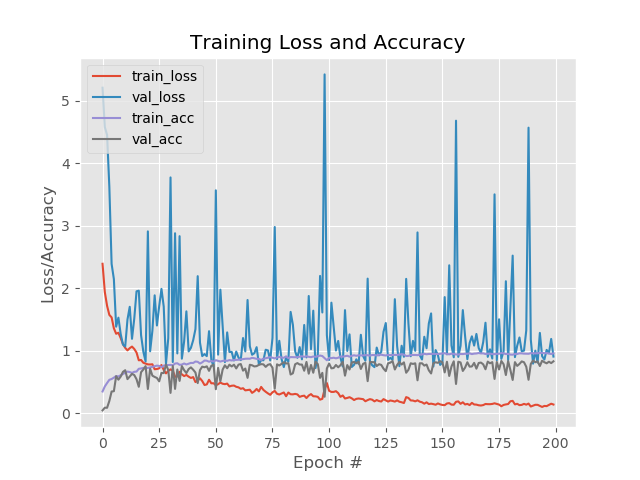 Training Loss and Accuracy
train_loss
val_loss
train_acc
val_acc
Loss/Accuracy
5
4
3
2
1
0
0 25 50 75 100 125 150 175 200
Epoch #